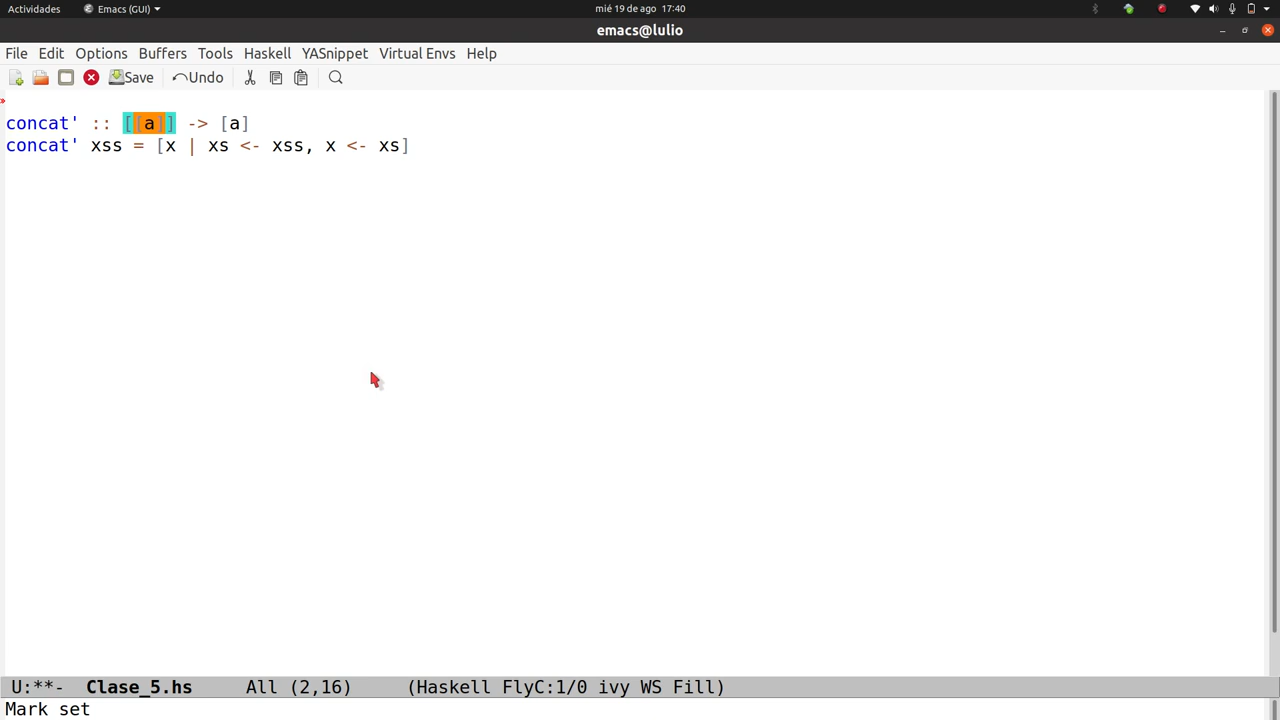 Actividades Emacs (GUI) mié 19 de ago 17:40
emacs@lulio
File Edit Options Buffers Tools Haskell YASnippet Virtual Envs Help
Save Undo
concat' :: [[a]] -> [a]
concat' xss = [x | xs <- xss, x <- xs]
U:**- Clase_5.hs All (2,16) (Haskell FlyC:1/0 ivy WS Fill)
Mark set